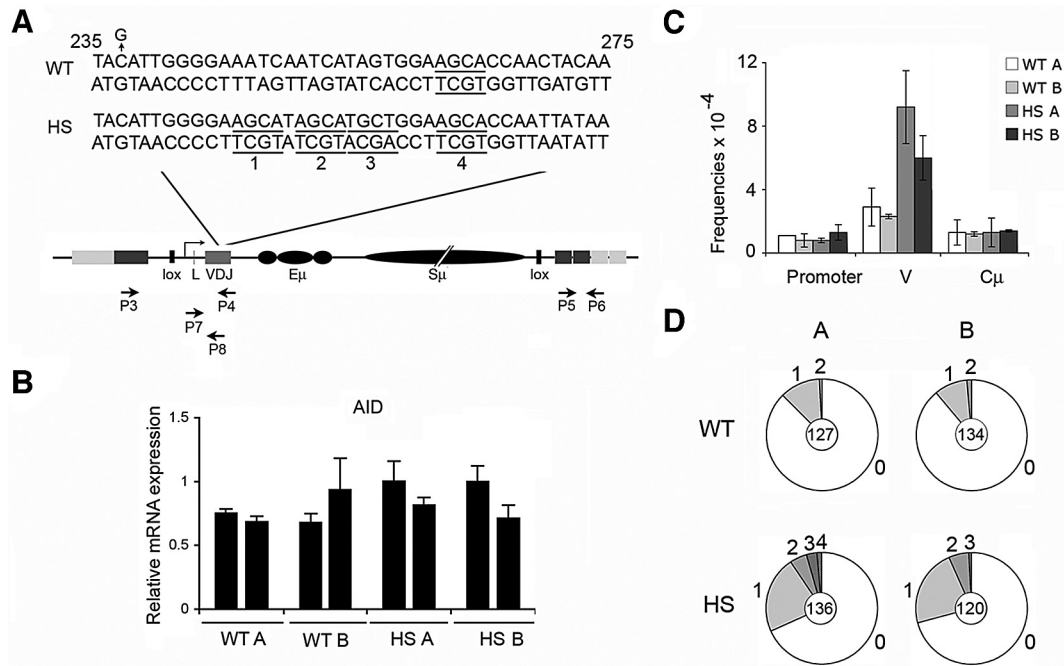 A
235
G
275
WT
TACATTGGGGAAATCAATCATAGTGGAAGCACCAACTACAA
ATGTAACCCCTTTAGTTAGTATCACCTTCGTGGTTGATGTT
HS
TACATTGGGGAAGCATAGCATGCTGGAAGCACCAATTATAA
ATGTAACCCCTTCGTATCGTACGACCTTCGTGGTTAATATT
1 2 3 4
lox L VDJ Eμ Sμ lox
P3 P4 P5 P6
P7
P8
B
AID
Relative mRNA expression
1.5
1
0.5
0
WT A WT B HS A HS B
C
Frequencies x 10⁻⁴
12
8
4
0
Promoter V Cμ
WT A
WT B
HS A
HS B
D
A B
WT
1 2 127 0
1 2 134 0
HS
1 2 3 4 136 0
1 2 3 120 0